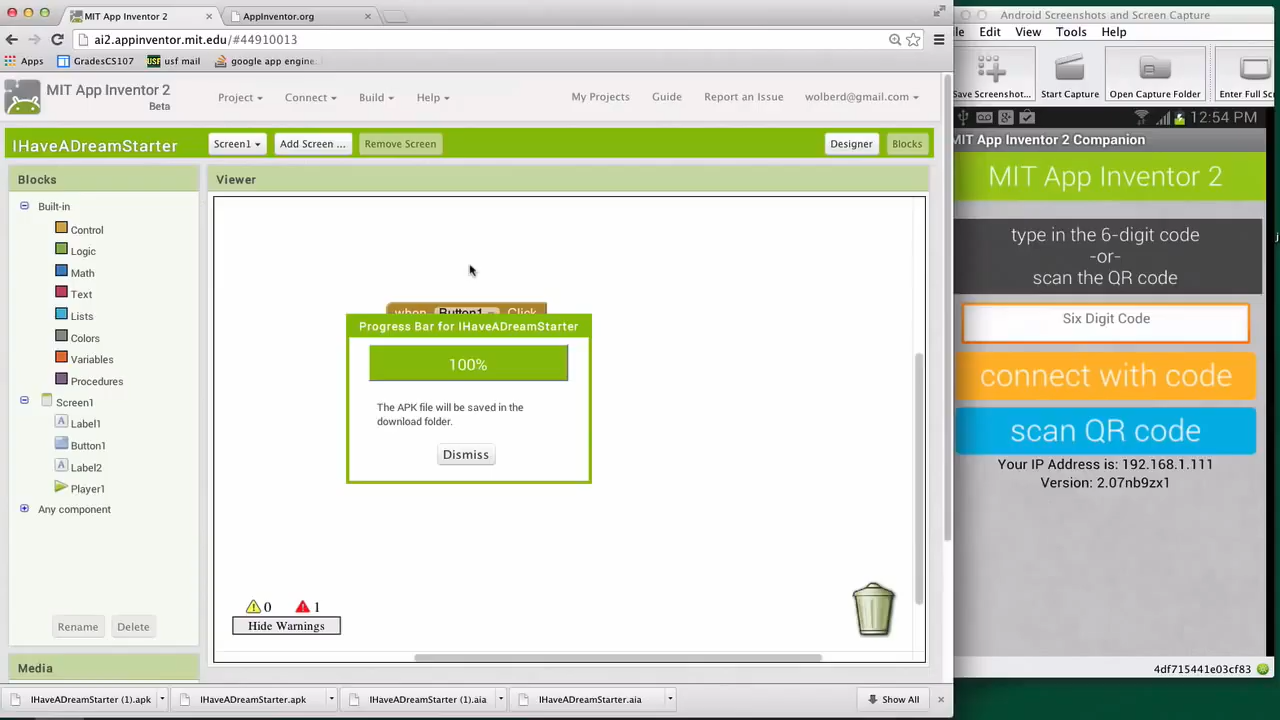 MIT App Inventor 2
AppInventor.org
ai2.appinventor.mit.edu/#44910013
Apps
GradesCS107
usf mail
google app engine
MIT App Inventor 2
Beta
Project
Connect
Build
Help
My Projects
Guide
Report an Issue
wolberd@gmail.com
IHaveADreamStarter
Screen1
Add Screen ...
Remove Screen
Designer
Blocks
Blocks
Built-in
Control
Logic
Math
Text
Lists
Colors
Variables
Procedures
Screen1
Label1
Button1
Label2
Player1
Any component
Rename
Delete
Media
Viewer
when Button1 .Click
Progress Bar for IHaveADreamStarter
100%
The APK file will be saved in the
download folder.
Dismiss
0
1
Hide Warnings
IHaveADreamStarter (1).apk
IHaveADreamStarter.apk
IHaveADreamStarter (1).aia
IHaveADreamStarter.aia
Show All
Android Screenshots and Screen Capture
Edit View Tools Help
Save Screenshot...
Start Capture
Open Capture Folder
Enter Full Scr
12:54 PM
MIT App Inventor 2 Companion
MIT App Inventor 2
type in the 6-digit code
-or-
scan the QR code
Six Digit Code
connect with code
scan QR code
Your IP Address is: 192.168.1.111
Version: 2.07nb9zx1
4df715441e03cf83